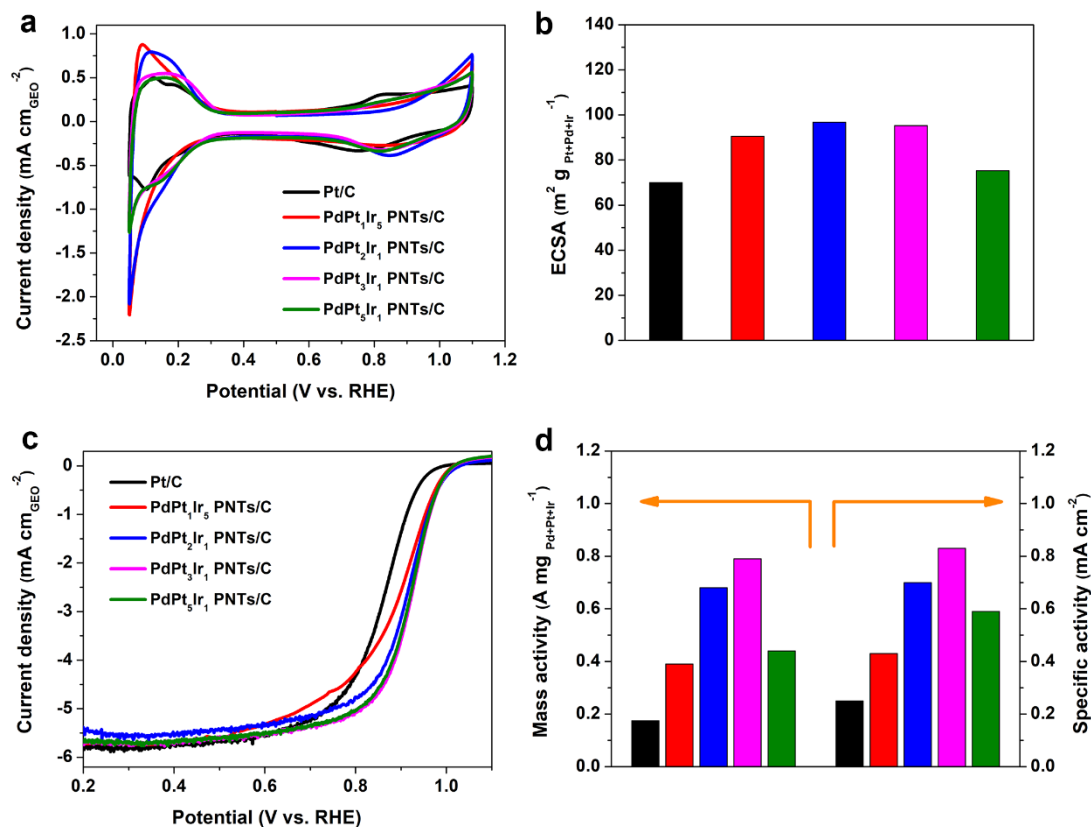 a
1.0
0.5
0.0
-0.5
-1.0
-1.5
-2.0
-2.5
0.0 0.2 0.4 0.6 0.8 1.0 1.2
Current density (mA cm_GEO^-2)
Potential (V vs. RHE)
Pt/C
PdPt₁Ir₅ PNTs/C
PdPt₂Ir₁ PNTs/C
PdPt₃Ir₁ PNTs/C
PdPt₅Ir₁ PNTs/C
b
140
120
100
80
60
40
20
0
ECSA (m² g Pt+Pd+Ir ^-1)
c
0
-1
-2
-3
-4
-5
-6
0.2 0.4 0.6 0.8 1.0
Current density (mA cm_GEO^-2)
Potential (V vs. RHE)
Pt/C
PdPt₁Ir₅ PNTs/C
PdPt₂Ir₁ PNTs/C
PdPt₃Ir₁ PNTs/C
PdPt₅Ir₁ PNTs/C
d
1.2 1.2
1.0 1.0
0.8 0.8
0.6 0.6
0.4 0.4
0.2 0.2
0.0 0.0
Mass activity (A mg Pd+Pt+Ir ^-1)
Specific activity (mA cm^-2)